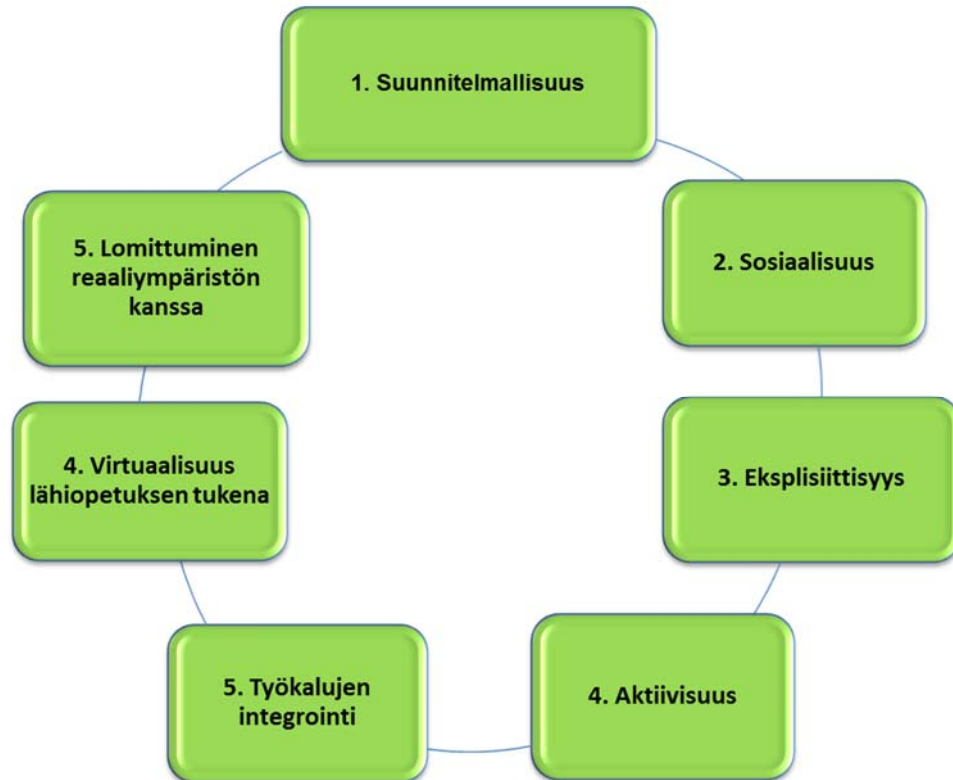 1. Suunnitelmallisuus
2. Sosiaalisuus
3. Eksplisiittisyys
4. Aktiivisuus
5. Työkalujen
integrointi
4. Virtuaalisuus
lähiopetuksen tukena
5. Lomittuminen
reaaliympäristön
kanssa